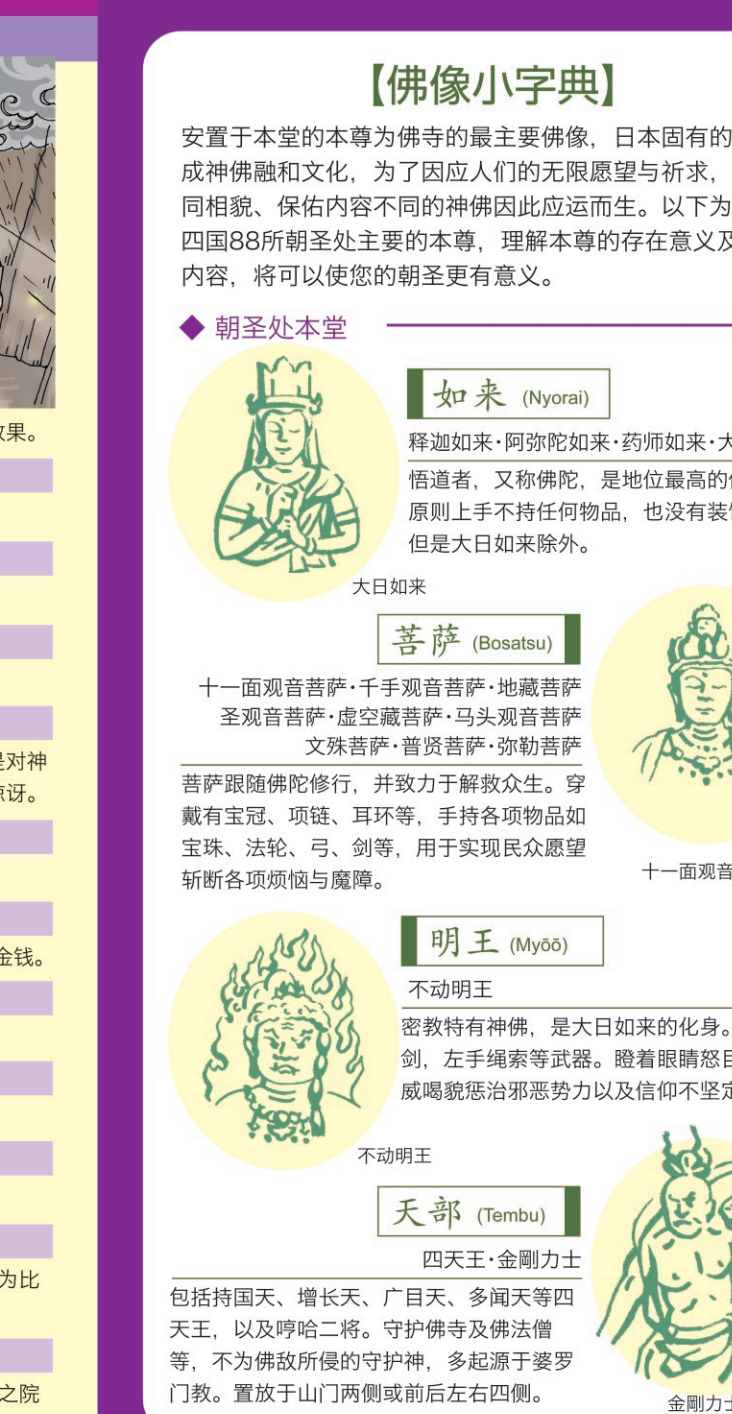 效果。
是对神
惊讶。
金钱。
为比
之院
【佛像小字典】
安置于本堂的本尊为佛寺的最主要佛像，日本固有的
成神佛融和文化，为了因应人们的无限愿望与祈求，
同相貌、保佑内容不同的神佛因此应运而生。以下为
四国88所朝圣处主要的本尊，理解本尊的存在意义及
内容，将可以使您的朝圣更有意义。
◆ 朝圣处本堂
如来 (Nyorai)
释迦如来·阿弥陀如来·药师如来·大
悟道者，又称佛陀，是地位最高的
原则上手不持任何物品，也没有装
但是大日如来除外。
大日如来
菩萨 (Bosatsu)
十一面观音菩萨·千手观音菩萨·地藏菩萨
圣观音菩萨·虚空藏菩萨·马头观音菩萨
文殊菩萨·普贤菩萨·弥勒菩萨
菩萨跟随佛陀修行，并致力于解救众生。穿
戴有宝冠、项链、耳环等，手持各项物品如
宝珠、法轮、弓、剑等，用于实现民众愿望
斩断各项烦恼与魔障。
十一面观音
明王 (Myōō)
不动明王
密教特有神佛，是大日如来的化身。
剑，左手绳索等武器。瞪着眼睛怒目
威喝貌惩治邪恶势力以及信仰不坚定
不动明王
天部 (Tembu)
四天王·金剛力士
包括持国天、增长天、广目天、多闻天等四
天王，以及哼哈二将。守护佛寺及佛法僧
等，不为佛敌所侵的守护神，多起源于婆罗
门教。置放于山门两侧或前后左右四侧。
金剛力士